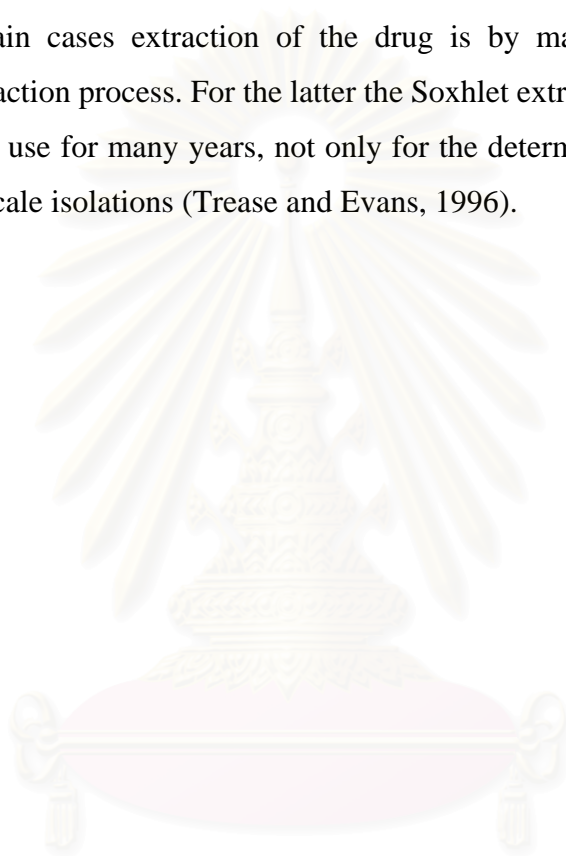 ain cases extraction of the drug is by ma
action process. For the latter the Soxhlet extr
use for many years, not only for the determ
cale isolations (Trease and Evans, 1996).